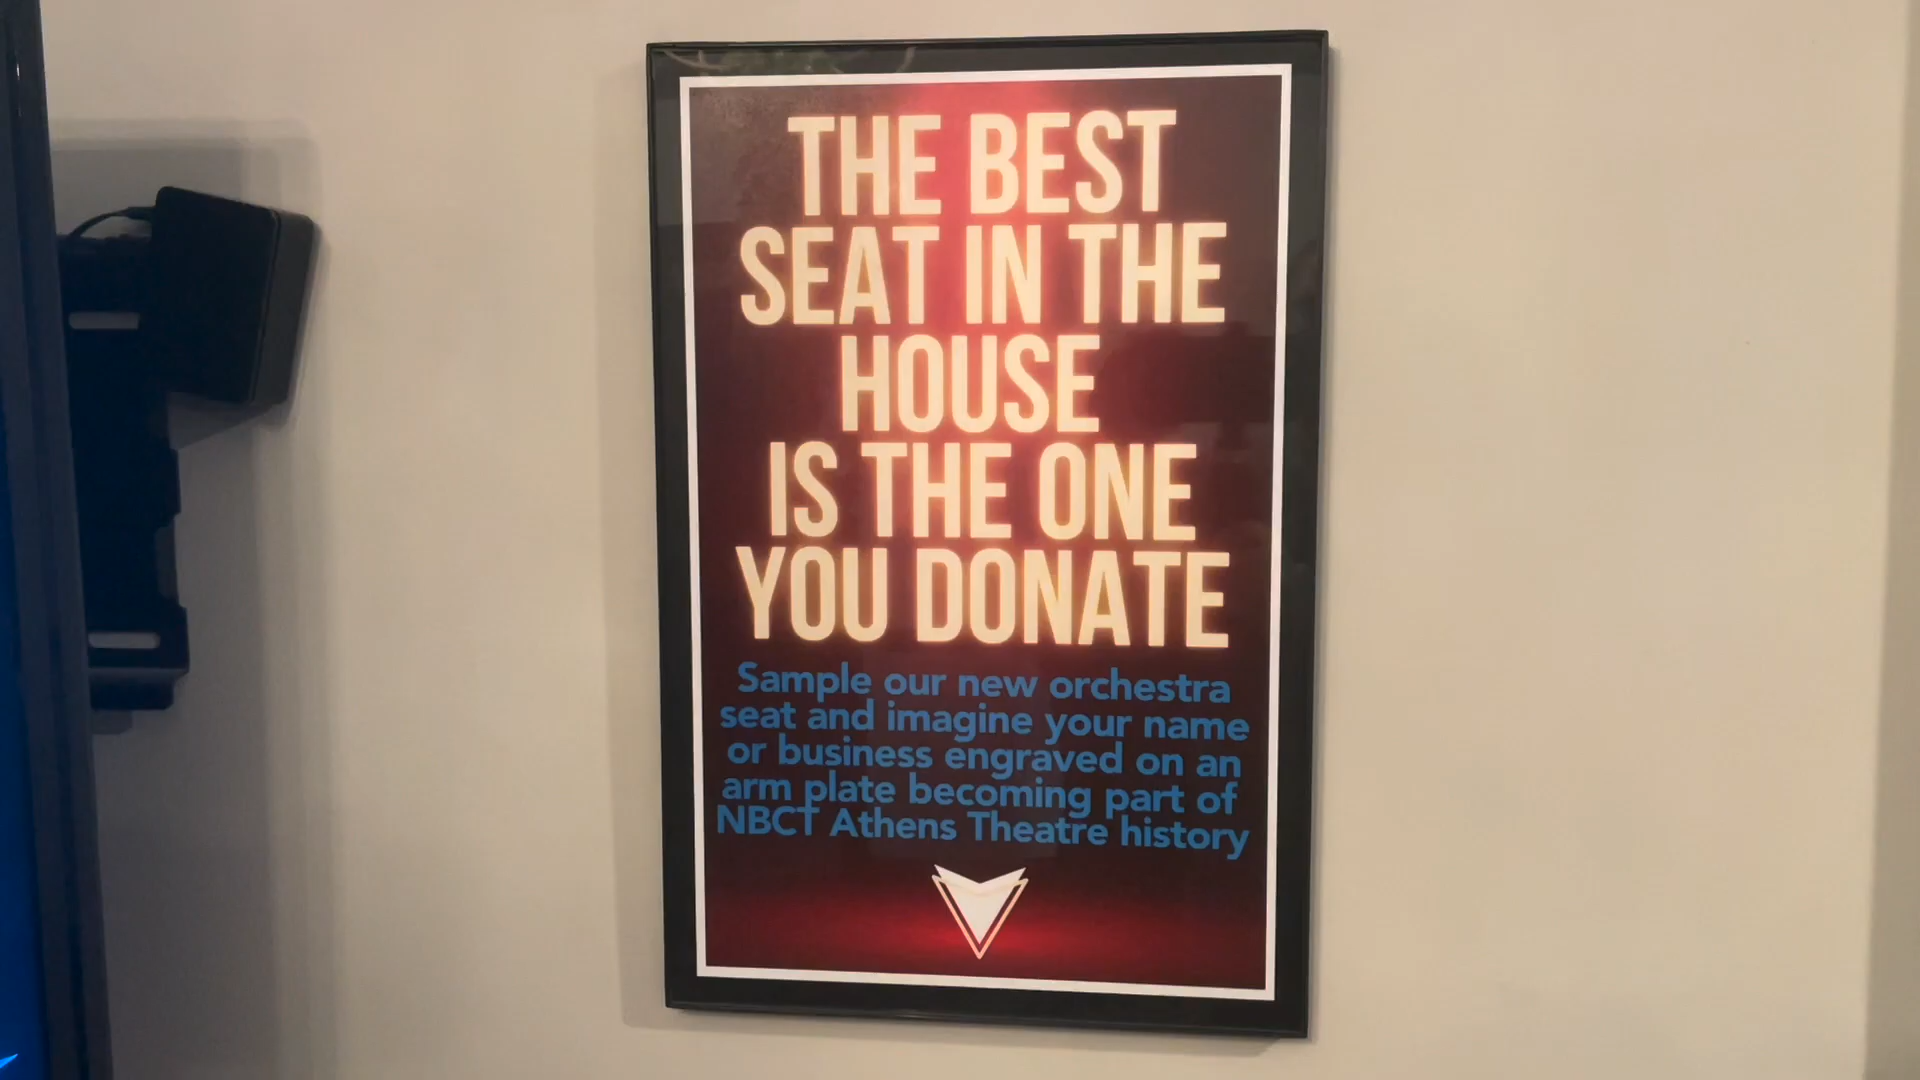 THE BEST
SEAT IN THE
HOUSE
IS THE ONE
YOU DONATE
Sample our new orchestra
seat and imagine your name
or business engraved on an
arm plate becoming part of
NBCT Athens Theatre history